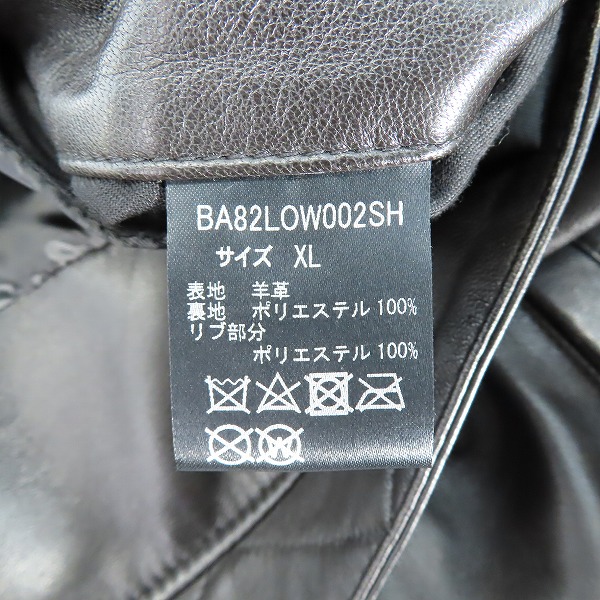 BA82LOW002SH
サイズ XL
表地 羊革
裏地 ポリエステル 100%
リブ部分
ポリエステル 100%